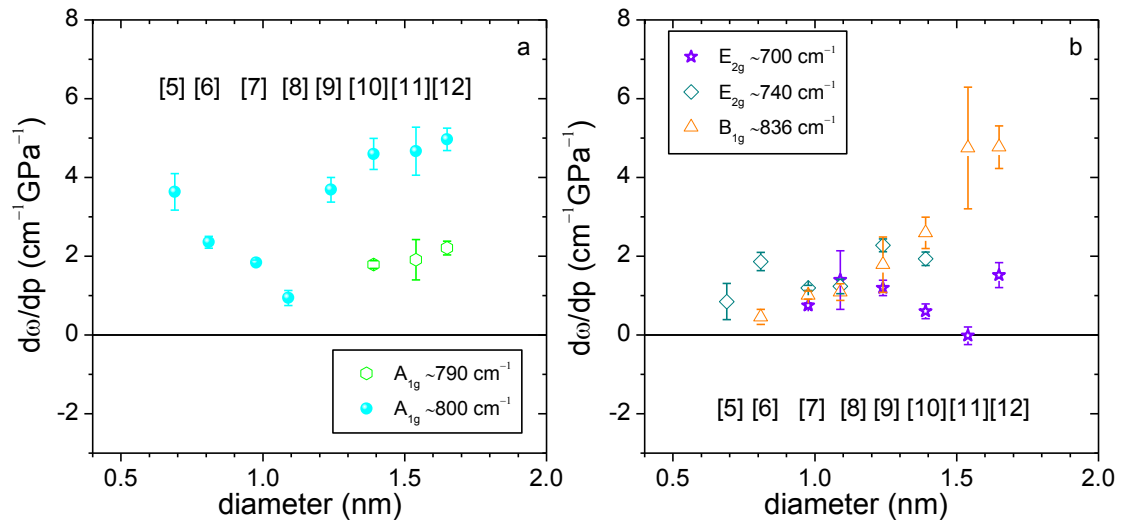 a
[5] [6] [7] [8] [9] [10] [11] [12]
8
6
4
2
0
-2
dω/dp (cm⁻¹GPa⁻¹)
A₁g ~790 cm⁻¹
A₁g ~800 cm⁻¹
0.5 1.0 1.5 2.0
diameter (nm)
b
E₂g ~700 cm⁻¹
E₂g ~740 cm⁻¹
B₁g ~836 cm⁻¹
8
6
4
2
0
-2
dω/dp (cm⁻¹GPa⁻¹)
[5] [6] [7] [8] [9] [10] [11] [12]
0.5 1.0 1.5 2.0
diameter (nm)